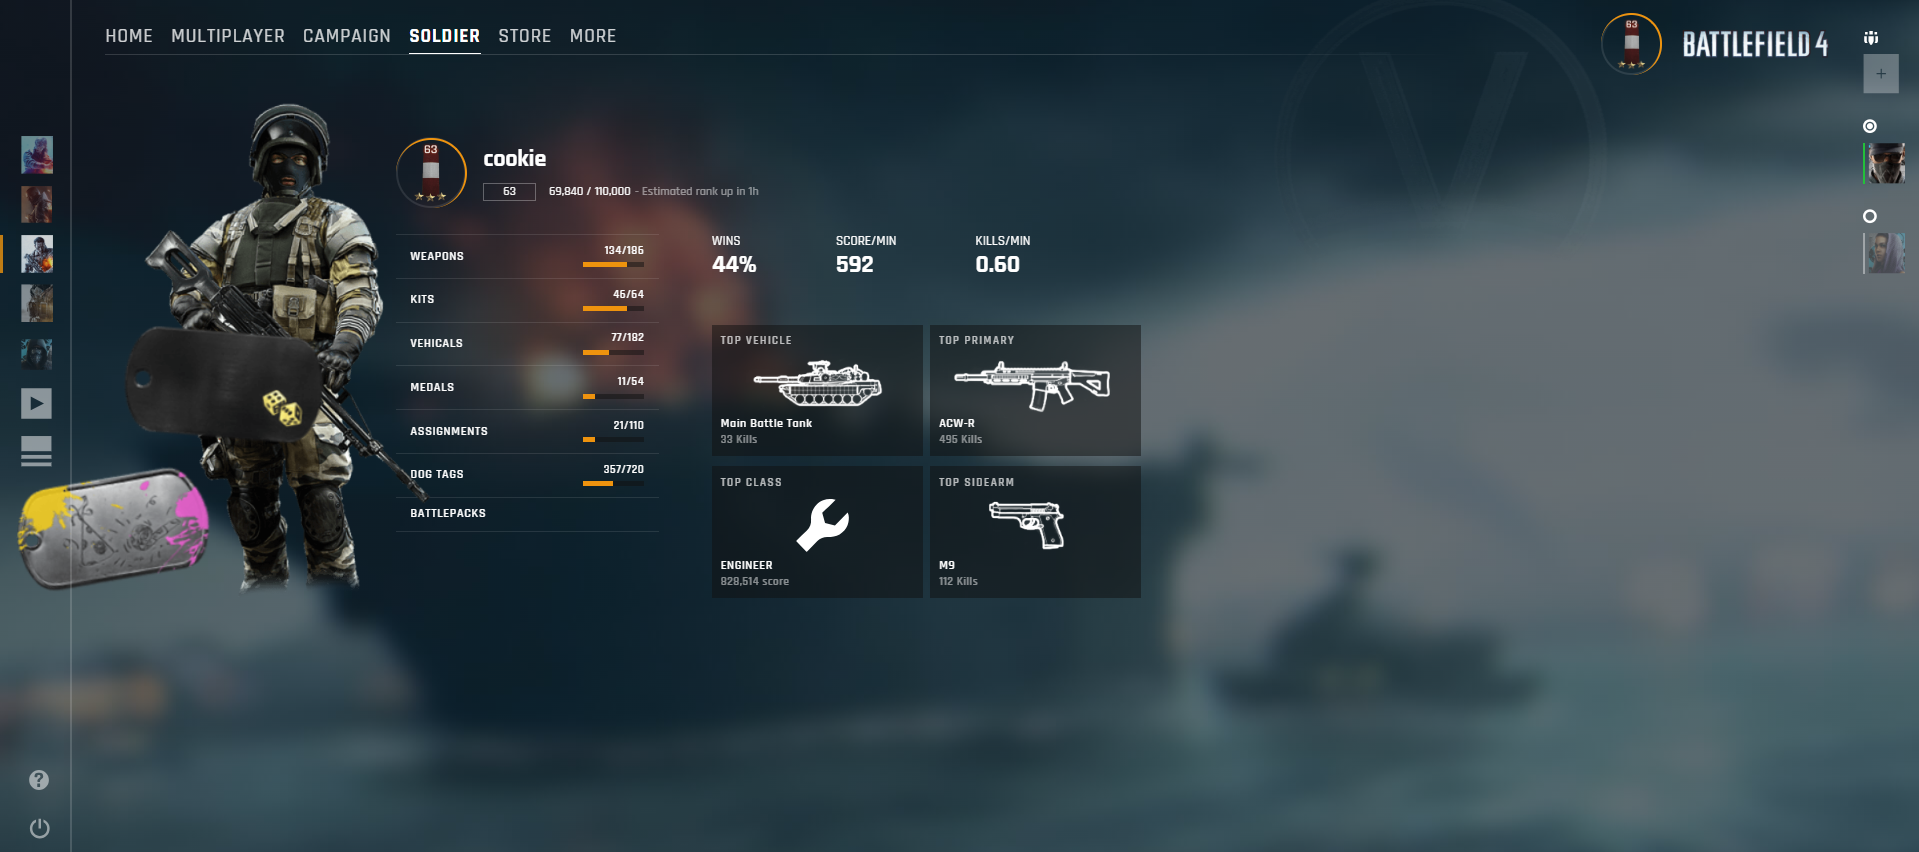 HOME MULTIPLAYER CAMPAIGN SOLDIER STORE MORE
63
BATTLEFIELD 4
63
cookie
63 69,840 / 110,000 - Estimated rank up in 1h
WEAPONS 134/185
KITS 45/54
VEHICALS 77/182
MEDALS 11/54
ASSIGNMENTS 21/110
DOG TAGS 357/720
BATTLEPACKS
WINS SCORE/MIN KILLS/MIN
44% 592 0.60
TOP VEHICLE
Main Battle Tank
33 Kills
TOP PRIMARY
ACW-R
495 Kills
TOP CLASS
ENGINEER
828,514 score
TOP SIDEARM
M9
112 Kills